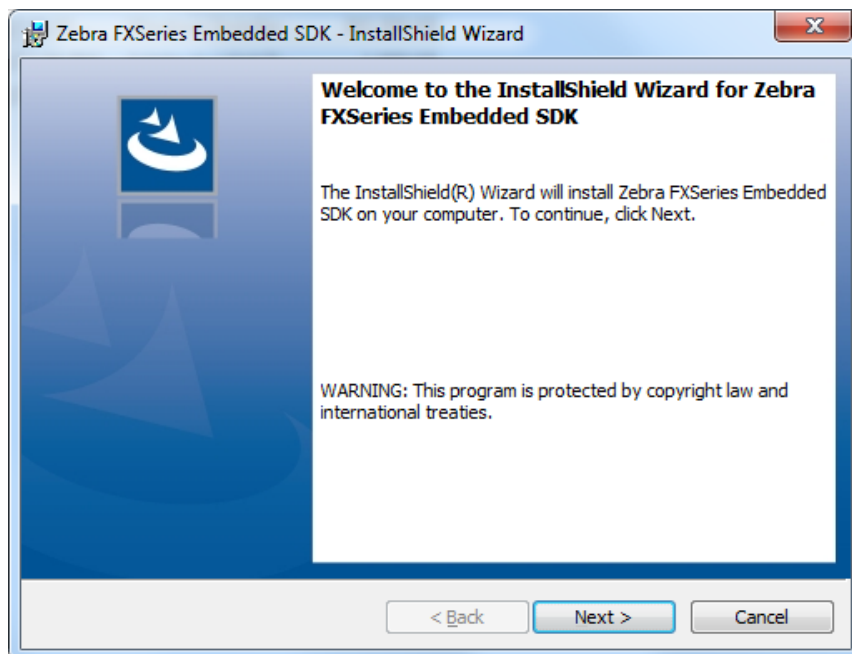 Zebra FXSeries Embedded SDK - InstallShield Wizard
Welcome to the InstallShield Wizard for Zebra
FXSeries Embedded SDK
The InstallShield(R) Wizard will install Zebra FXSeries Embedded
SDK on your computer. To continue, click Next.
WARNING: This program is protected by copyright law and
international treaties.
< Back Next > Cancel